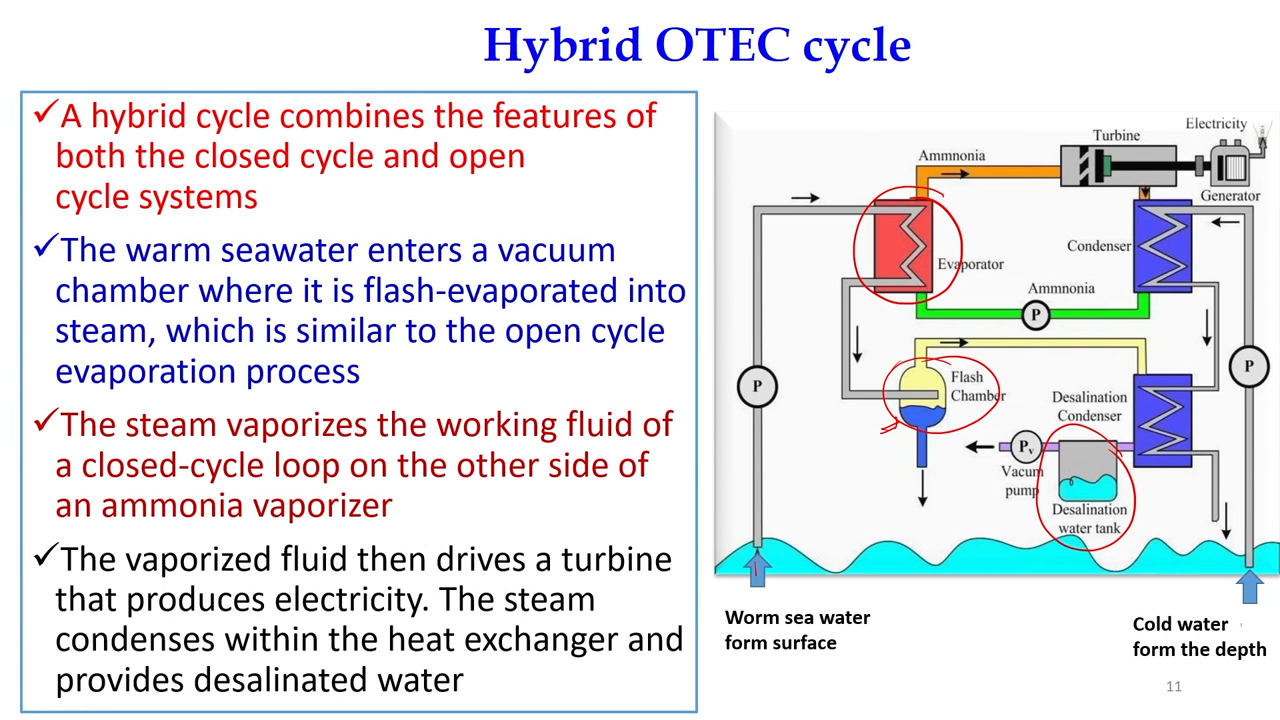 Hybrid OTEC cycle
✓A hybrid cycle combines the features of
both the closed cycle and open
cycle systems
✓The warm seawater enters a vacuum
chamber where it is flash-evaporated into
steam, which is similar to the open cycle
evaporation process
✓The steam vaporizes the working fluid of
a closed-cycle loop on the other side of
an ammonia vaporizer
✓The vaporized fluid then drives a turbine
that produces electricity. The steam
condenses within the heat exchanger and
provides desalinated water
Electricity
Turbine
Ammnonia
Generator
Condenser
Evaporator
Ammnonia
P
P
P
Flash
Chamber
Desalination
Condenser
Pv
Vacum
pump
Desalination
water tank
Worm sea water
form surface
Cold water
form the depth
11